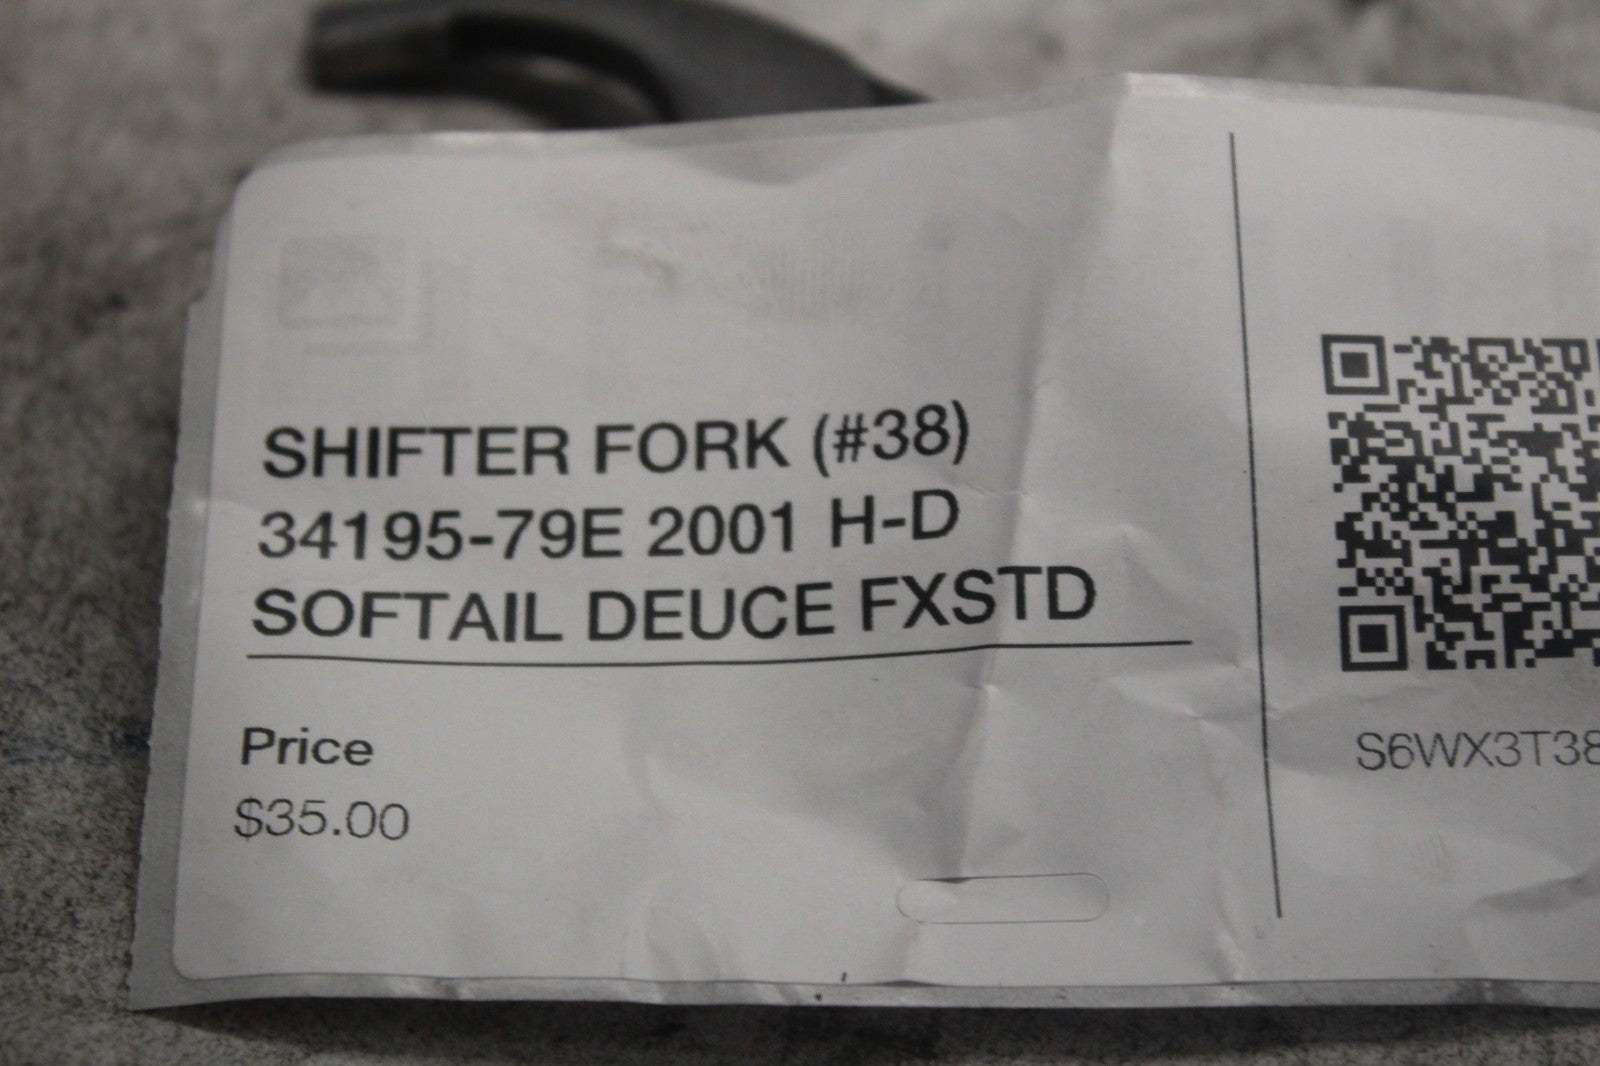 SHIFTER FORK (#38)
34195-79E 2001 H-D
SOFTAIL DEUCE FXSTD
Price
$35.00
S6WX3T38